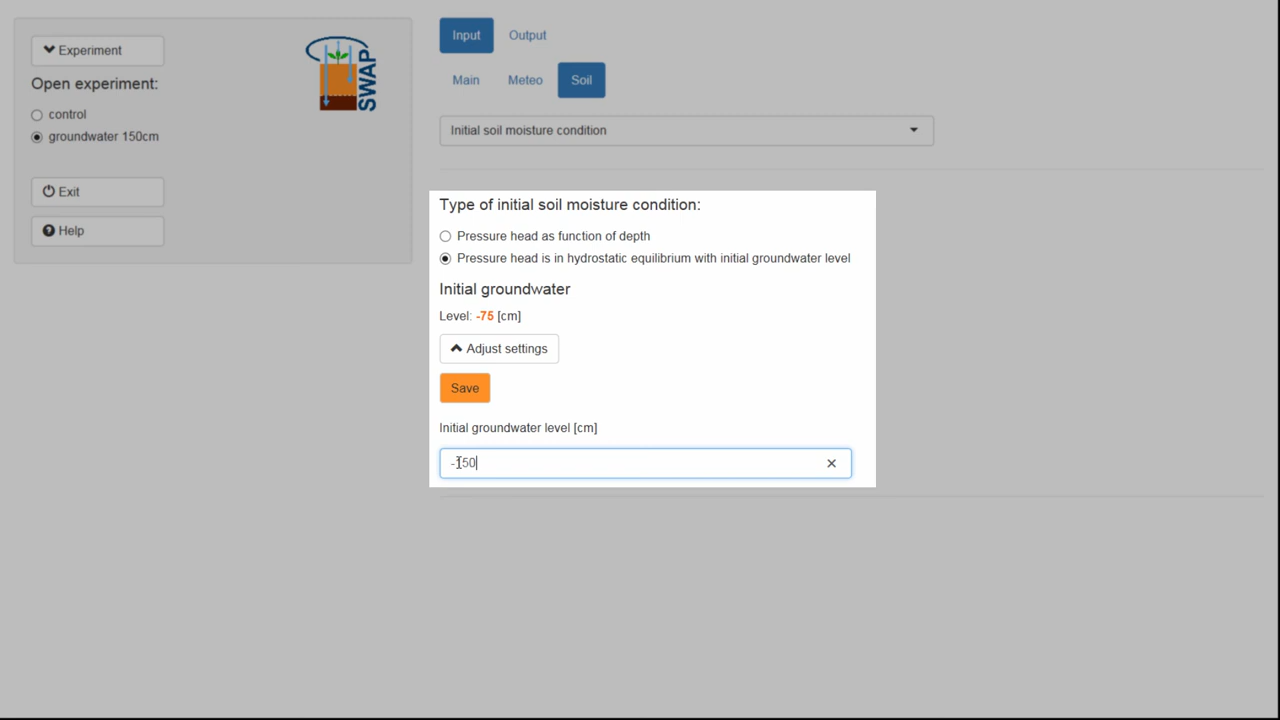 Experiment
Open experiment:
control
groundwater 150cm
Exit
Help
SWAP
Input Output
Main Meteo Soil
Initial soil moisture condition
Type of initial soil moisture condition:
Pressure head as function of depth
Pressure head is in hydrostatic equilibrium with initial groundwater level
Initial groundwater
Level: -75 [cm]
Adjust settings
Save
Initial groundwater level [cm]
-150